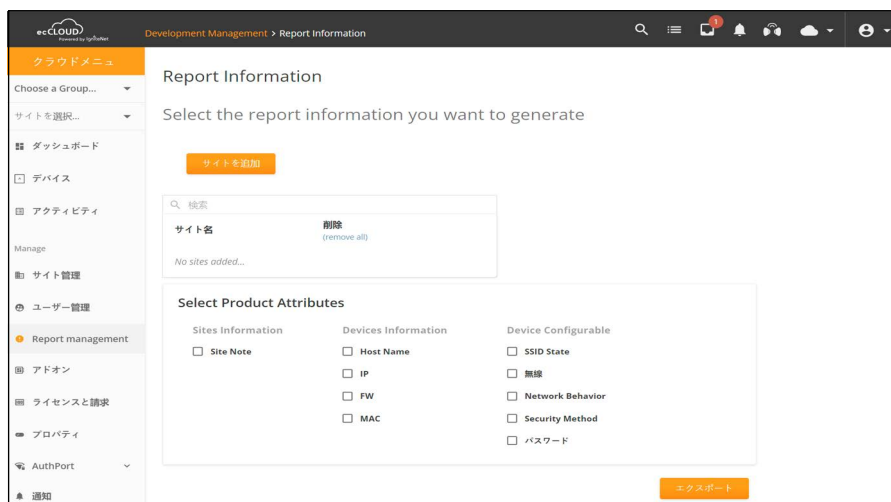 ecCLOUD
Powered by IgniteNet
Development Management > Report Information
1
クラウドメニュー
Choose a Group...
サイトを選択...
ダッシュボード
デバイス
アクティビティ
Manage
サイト管理
ユーザー管理
Report management
アドオン
ライセンスと請求
プロパティ
AuthPort
通知
Report Information
Select the report information you want to generate
サイトを追加
検索
サイト名
削除
(remove all)
No sites added...
Select Product Attributes
Sites Information
Site Note
Devices Information
Host Name
IP
FW
MAC
Device Configurable
SSID State
無線
Network Behavior
Security Method
パスワード
エクスポート